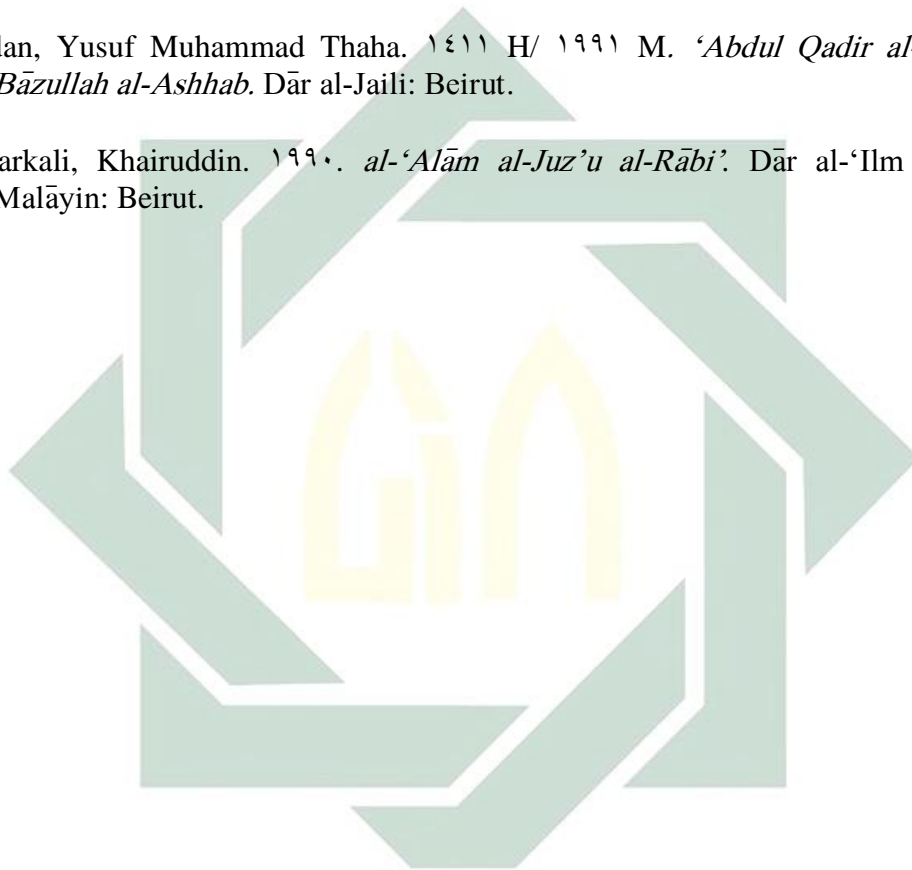 dan, Yusuf Muhammad Thaha. ١٤١١ H/ ١٩٩١ M. ‘Abdul Qadir al-
Bāzullah al-Ashhab. Dār al-Jaili: Beirut.
arkali, Khairuddin. ١٩٩٠. al-‘Alām al-Juz’u al-Rābi’. Dār al-‘Ilm
Malāyin: Beirut.